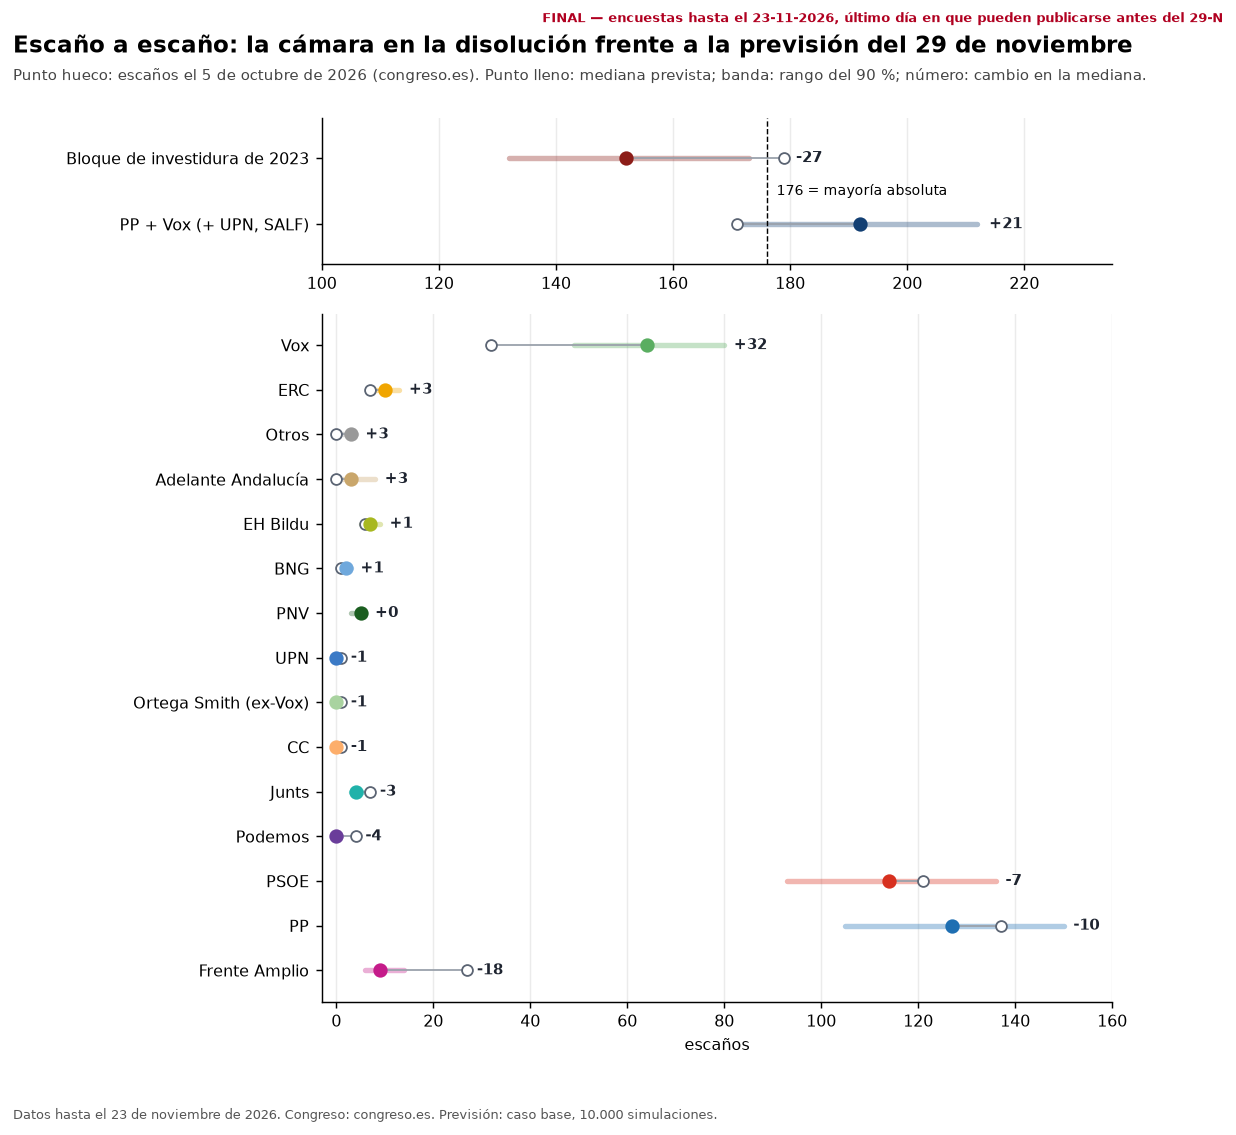 FINAL — encuestas hasta el 23-11-2026, último día en que pueden publicarse antes del 29-N
Escaño a escaño: la cámara en la disolución frente a la previsión del 29 de noviembre
Punto hueco: escaños el 5 de octubre de 2026 (congreso.es). Punto lleno: mediana prevista; banda: rango del 90 %; número: cambio en la mediana.
Bloque de investidura de 2023
-27
176 = mayoría absoluta
PP + Vox (+ UPN, SALF)
+21
100 120 140 160 180 200 220
Vox +32
ERC +3
Otros +3
Adelante Andalucía +3
EH Bildu +1
BNG +1
PNV +0
UPN -1
Ortega Smith (ex-Vox) -1
CC -1
Junts -3
Podemos -4
PSOE -7
PP -10
Frente Amplio -18
0 20 40 60 80 100 120 140 160
escaños
Datos hasta el 23 de noviembre de 2026. Congreso: congreso.es. Previsión: caso base, 10.000 simulaciones.